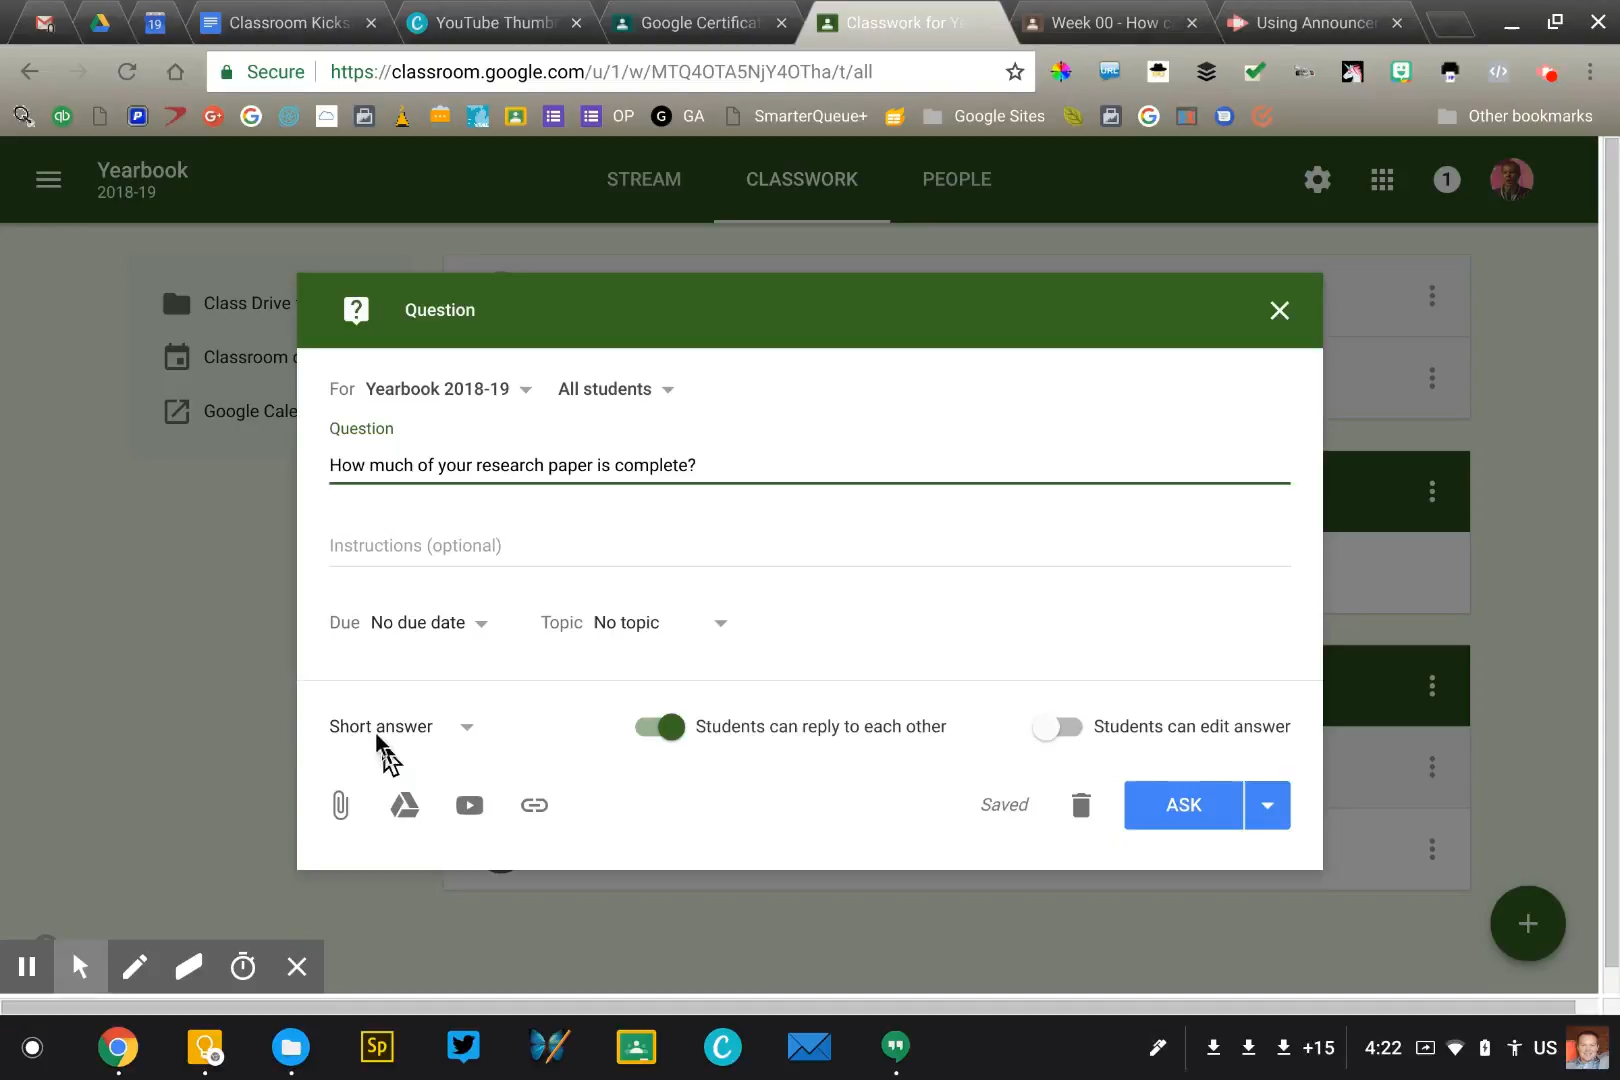 Classroom Kicks
YouTube Thumb
Google Certifica
Classwork for Y
Week 00 - How
Using Announce
Secure
https://classroom.google.com/u/1/w/MTQ4OTA5NjY4OTha/t/all
OP
GA
SmarterQueue+
Google Sites
Other bookmarks
Yearbook
2018-19
STREAM
CLASSWORK
PEOPLE
1
Class Drive
Classroom
Google Cale
Question
For Yearbook 2018-19
All students
Question
How much of your research paper is complete?
Instructions (optional)
Due No due date
Topic No topic
Short answer
Students can reply to each other
Students can edit answer
Saved
ASK
Sp
+15
4:22
US